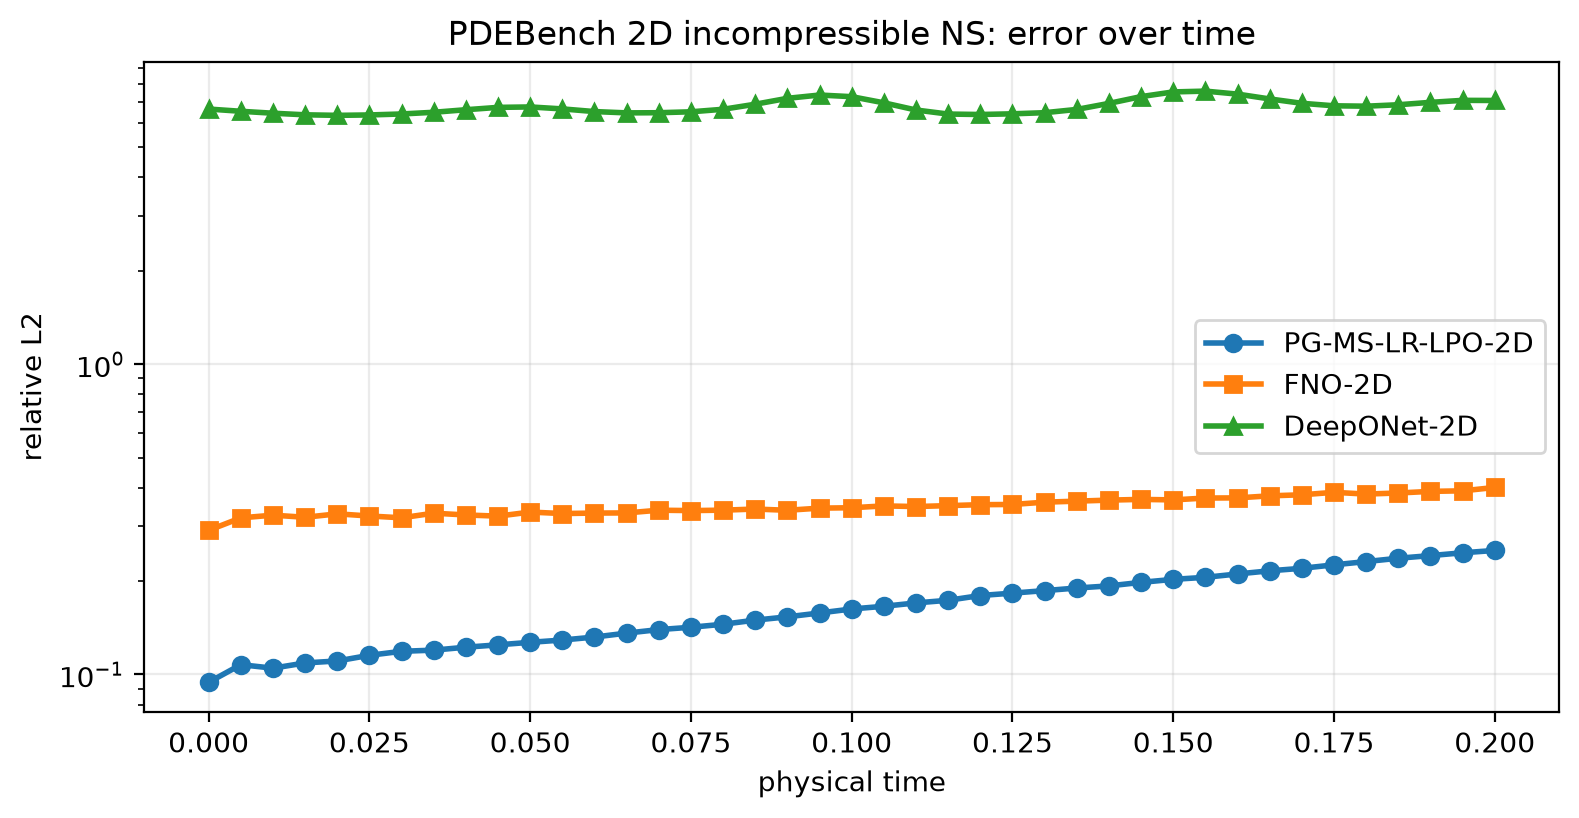 PDEBench 2D incompressible NS: error over time
relative L2
10⁰
10⁻¹
PG-MS-LR-LPO-2D
FNO-2D
DeepONet-2D
0.000 0.025 0.050 0.075 0.100 0.125 0.150 0.175 0.200
physical time